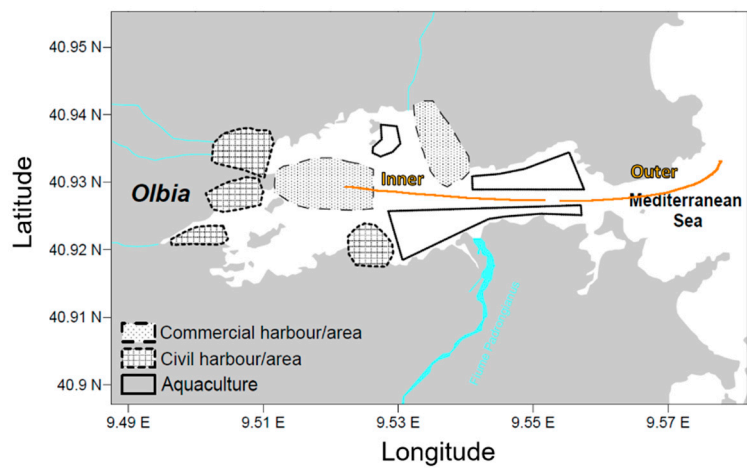 40.95 N
40.94 N
40.93 N
40.92 N
40.91 N
40.9 N
Latitude
Olbia
Inner
Outer
Mediterranean
Sea
Commercial harbour/area
Civil harbour/area
Aquaculture
9.49 E
9.51 E
9.53 E
9.55 E
9.57 E
Longitude